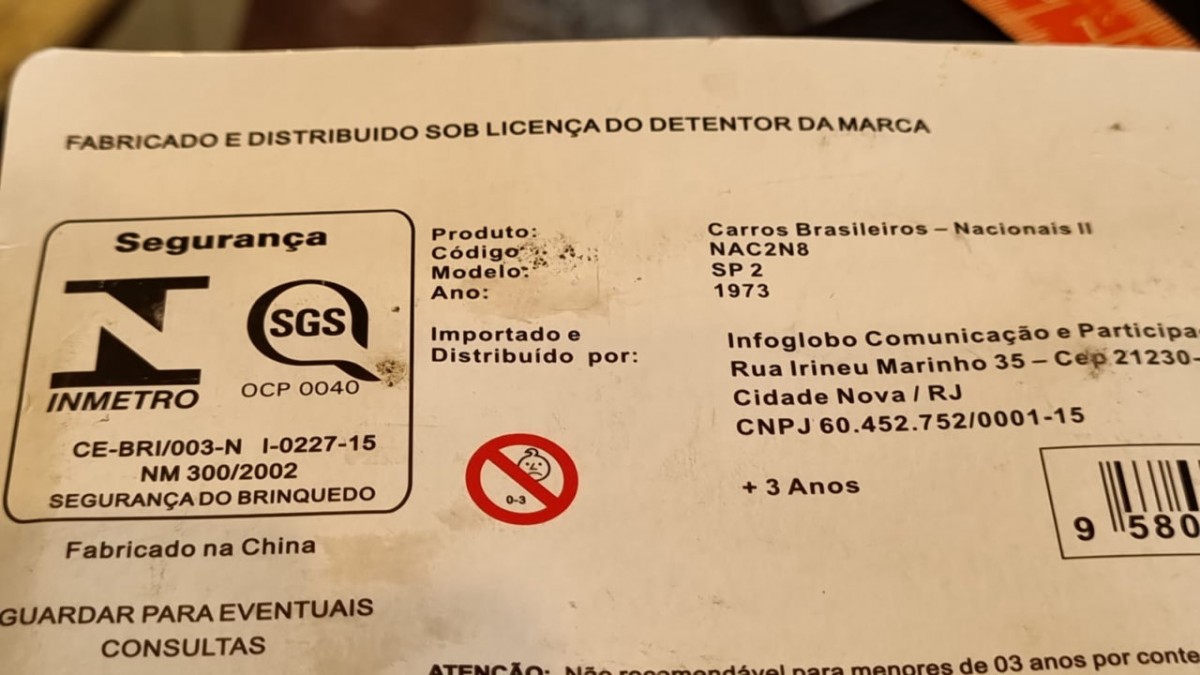 FABRICADO E DISTRIBUIDO SOB LICENÇA DO DETENTOR DA MARCA
Segurança
INMETRO
SGS
OCP 0040
CE-BRI/003-N I-0227-15
NM 300/2002
SEGURANÇA DO BRINQUEDO
Fabricado na China
GUARDAR PARA EVENTUAIS
CONSULTAS
Produto: Carros Brasileiros – Nacionais II
Código: NAC2N8
Modelo: SP 2
Ano: 1973
Importado e
Distribuído por:
Infoglobo Comunicação e Participa
Rua Irineu Marinho 35 – Cep 21230-
Cidade Nova / RJ
CNPJ 60.452.752/0001-15
0-3
+ 3 Anos
9 580
ATENÇÃO: Não recomendável para menores de 03 anos por conte